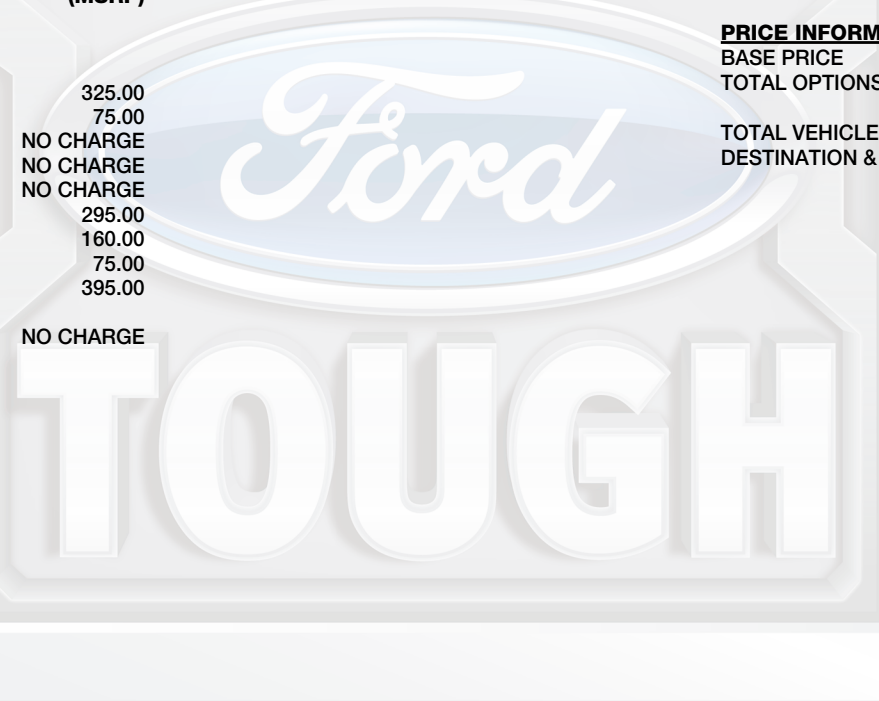 (MSRP)
325.00
75.00
NO CHARGE
NO CHARGE
NO CHARGE
295.00
160.00
75.00
395.00
NO CHARGE
PRICE INFORM
BASE PRICE
TOTAL OPTIONS
TOTAL VEHICLE
DESTINATION &
Ford
TOUGH